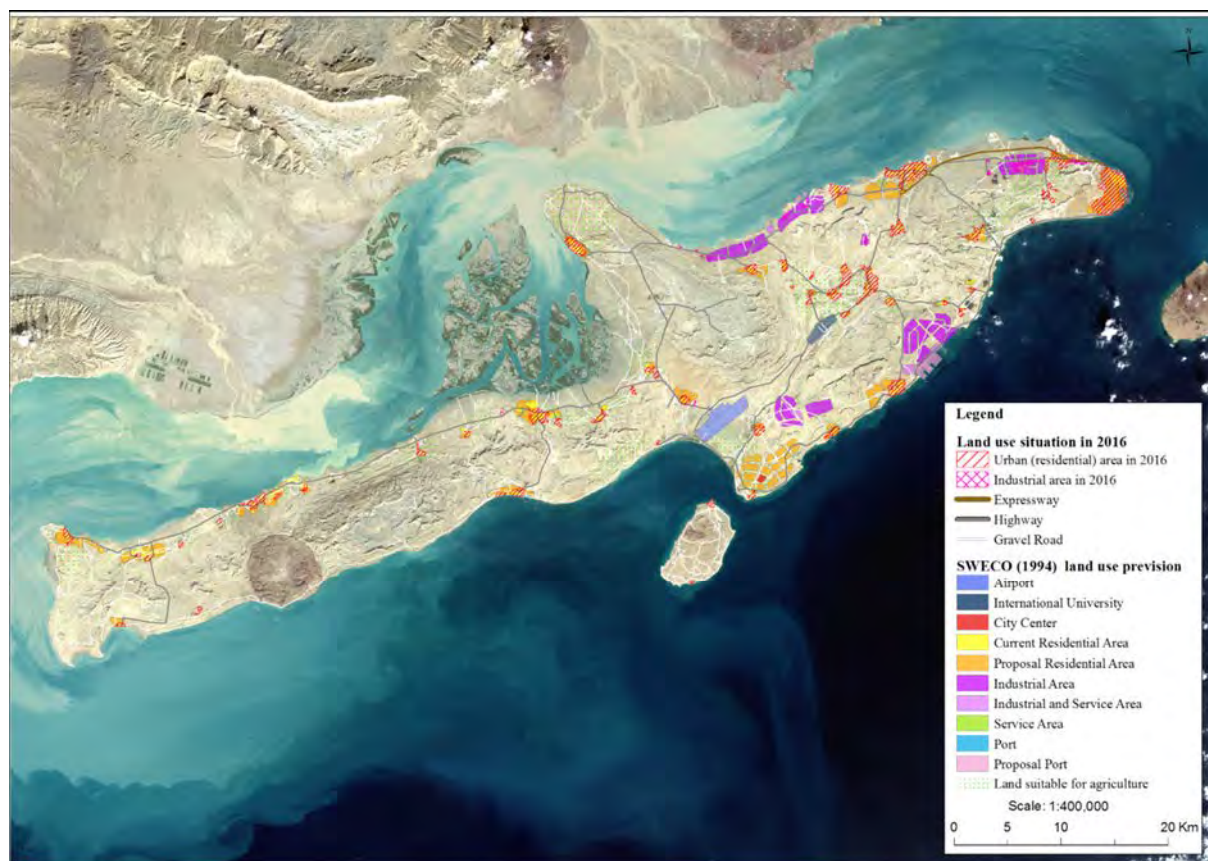 N
Legend
Land use situation in 2016
Urban (residential) area in 2016
Industrial area in 2016
Expressway
Highway
Gravel Road
SWECO (1994) land use prevision
Airport
International University
City Center
Current Residential Area
Proposal Residential Area
Industrial Area
Industrial and Service Area
Service Area
Port
Proposal Port
Land suitable for agriculture
Scale: 1:400,000
0 5 10 20 Km